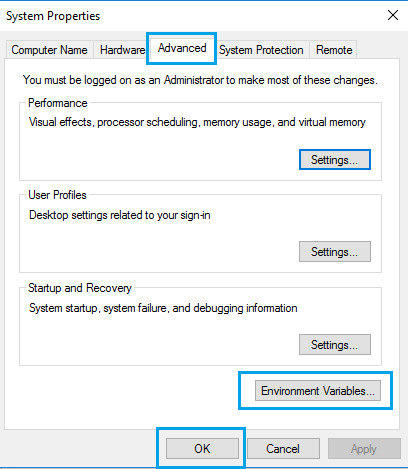 System Properties
Computer Name Hardware Advanced System Protection Remote
You must be logged on as an Administrator to make most of these changes.
Performance
Visual effects, processor scheduling, memory usage, and virtual memory
Settings...
User Profiles
Desktop settings related to your sign-in
Settings...
Startup and Recovery
System startup, system failure, and debugging information
Settings...
Environment Variables...
OK Cancel Apply